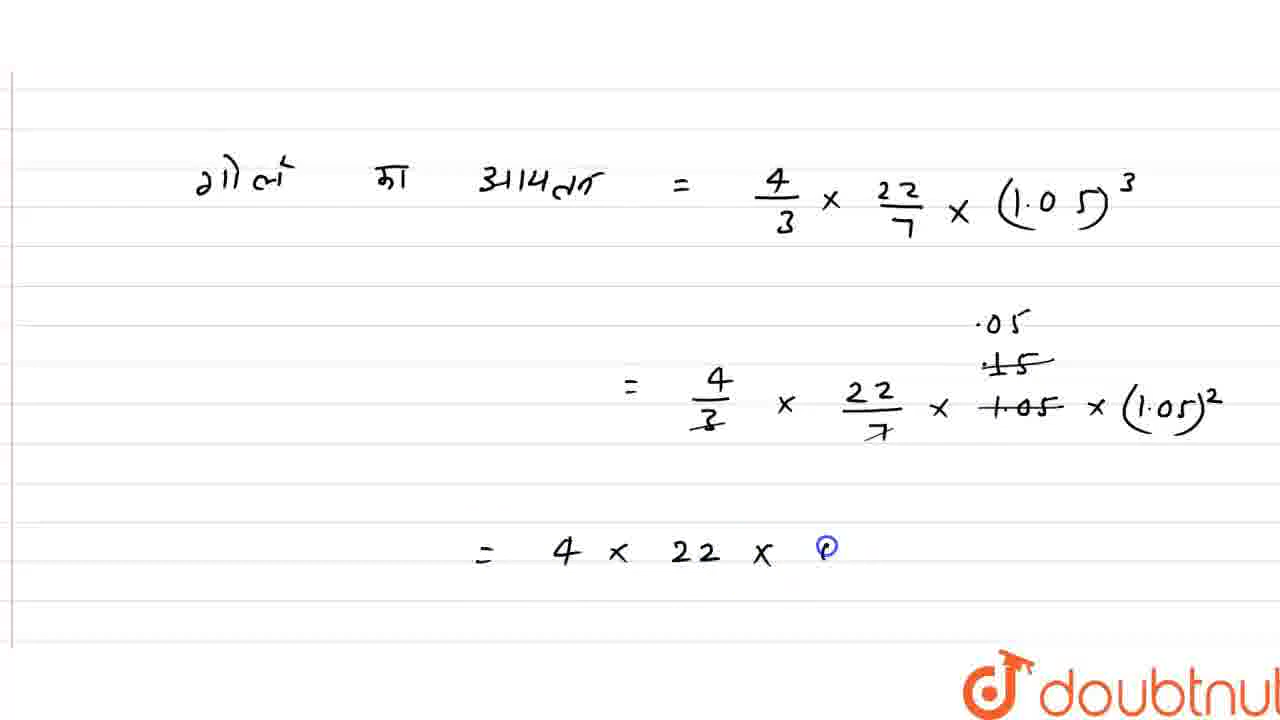 गोले का आयतन = 4/3 × 22/7 × (1.05)^3
.05
.15
= 4/3 × 22/7 × 1.05 × (1.05)^2
= 4 × 22 ×
doubtnut